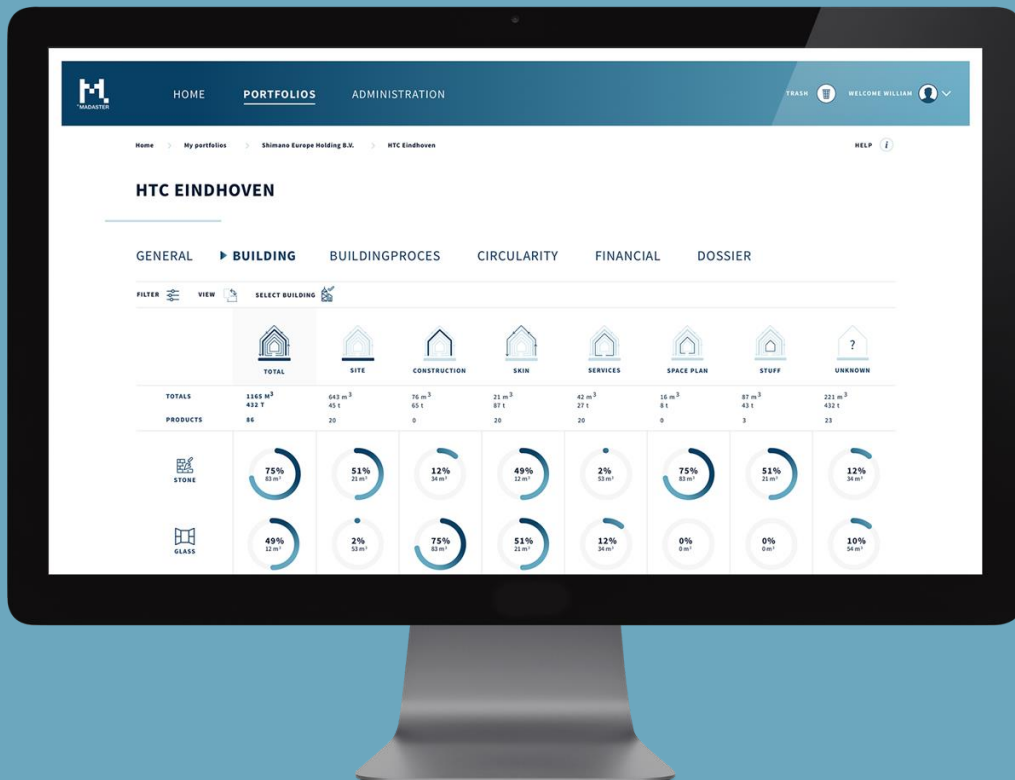 M.
MADASTER
HOME PORTFOLIOS ADMINISTRATION
TRASH WELCOME WILLIAM
Home > My portfolios > Shimano Europe Holding B.V. > HTC Eindhoven
HELP i
HTC EINDHOVEN
GENERAL BUILDING BUILDINGPROCES CIRCULARITY FINANCIAL DOSSIER
FILTER VIEW SELECT BUILDING
?
TOTAL SITE CONSTRUCTION SKIN SERVICES SPACE PLAN STUFF UNKNOWN
TOTALS 1165 M³ 643 m³ 76 m³ 21 m³ 42 m³ 16 m³ 87 m³ 221 m³
432 T 45 t 65 t 87 t 27 t 8 t 43 t 432 t
PRODUCTS 86 20 0 20 20 0 3 23
75% 51% 12% 49% 2% 75% 51% 12%
83 m³ 21 m³ 34 m³ 12 m³ 53 m³ 83 m³ 21 m³ 34 m³
STONE
49% 2% 75% 51% 12% 0% 0% 10%
12 m³ 53 m³ 83 m³ 21 m³ 34 m³ 0 m³ 0 m³ 54 m³
GLASS